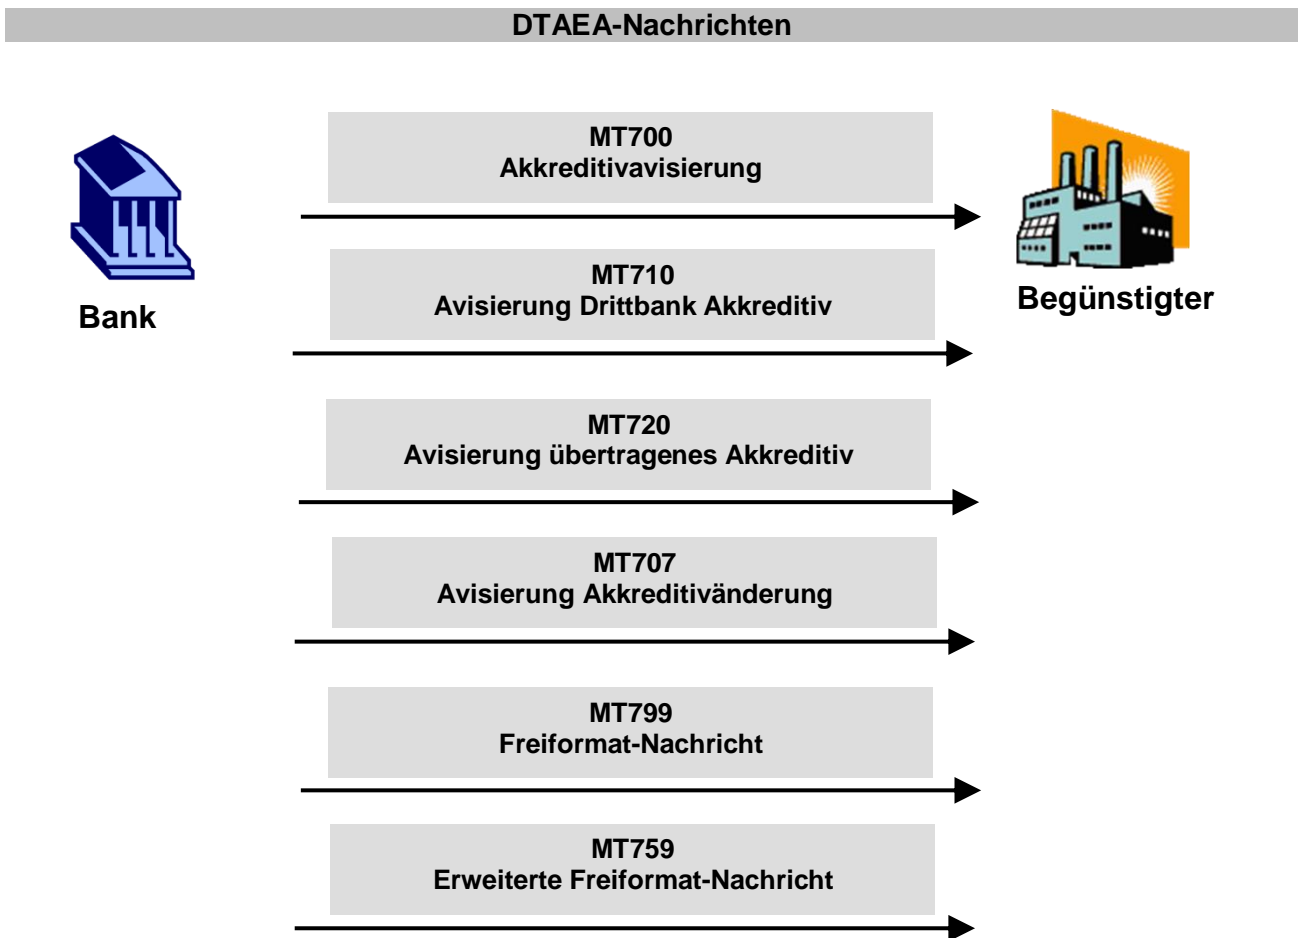 DTAEA-Nachrichten
MT700
Akkreditivavisierung
MT710
Avisierung Drittbank Akkreditiv
Bank
Begünstigter
MT720
Avisierung übertragenes Akkreditiv
MT707
Avisierung Akkreditivänderung
MT799
Freiformat-Nachricht
MT759
Erweiterte Freiformat-Nachricht